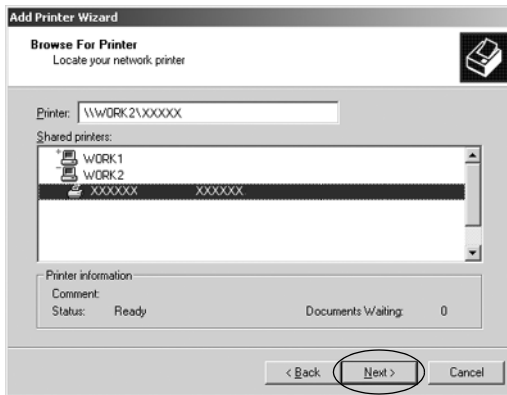 Add Printer Wizard
Browse For Printer
Locate your network printer
Printer: \\WORK2\XXXXX
Shared printers:
WORK1
WORK2
XXXXXX XXXXXX
Printer information
Comment:
Status: Ready Documents Waiting: 0
< Back Next > Cancel